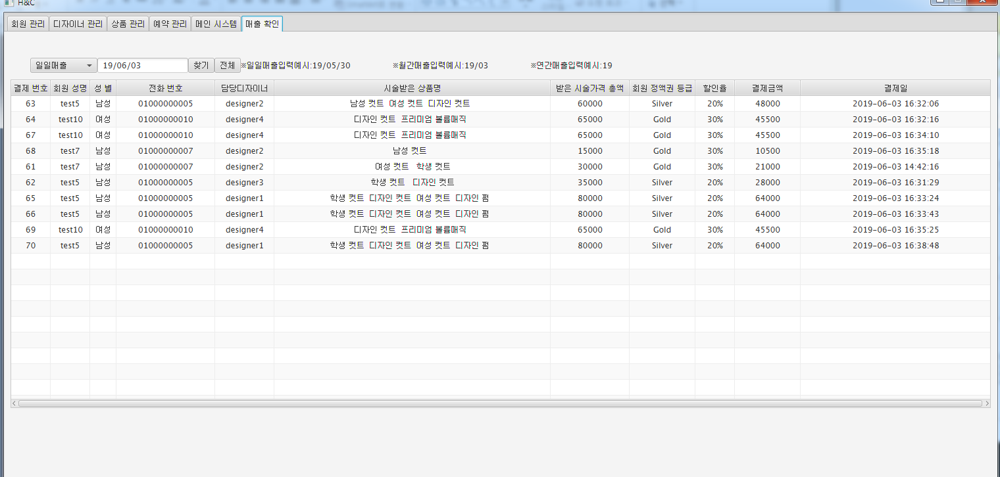 H&C
회원 관리 디자이너 관리 상품 관리 예약 관리 메인 시스템 매출 확인
일일매출 19/06/03 찾기 전체 ※일일매출입력예시:19/05/30 ※월간매출입력예시:19/03 ※연간매출입력예시:19
결제 번호 회원 성명 성 별 전화 번호 담당디자이너 시술받은 상품명 받은 시술가격 총액 회원 정액권 등급 할인율 결제금액 결제일
63 test5 남성 01000000005 designer2 남성 컷트 여성 컷트 디자인 컷트 60000 Silver 20% 48000 2019-06-03 16:32:06
64 test10 여성 01000000010 designer4 디자인 컷트 프리미엄 볼륨매직 65000 Gold 30% 45500 2019-06-03 16:32:16
67 test10 여성 01000000010 designer4 디자인 컷트 프리미엄 볼륨매직 65000 Gold 30% 45500 2019-06-03 16:34:10
68 test7 남성 01000000007 designer2 남성 컷트 15000 Gold 30% 10500 2019-06-03 16:35:18
61 test7 남성 01000000007 designer2 여성 컷트 학생 컷트 30000 Gold 30% 21000 2019-06-03 14:42:16
62 test5 남성 01000000005 designer3 학생 컷트 디자인 컷트 35000 Silver 20% 28000 2019-06-03 16:31:29
65 test5 남성 01000000005 designer1 학생 컷트 디자인 컷트 여성 컷트 디자인 펌 80000 Silver 20% 64000 2019-06-03 16:33:24
66 test5 남성 01000000005 designer1 학생 컷트 디자인 컷트 여성 컷트 디자인 펌 80000 Silver 20% 64000 2019-06-03 16:33:43
69 test10 여성 01000000010 designer4 디자인 컷트 프리미엄 볼륨매직 65000 Gold 30% 45500 2019-06-03 16:35:25
70 test5 남성 01000000005 designer1 학생 컷트 디자인 컷트 여성 컷트 디자인 펌 80000 Silver 20% 64000 2019-06-03 16:38:48